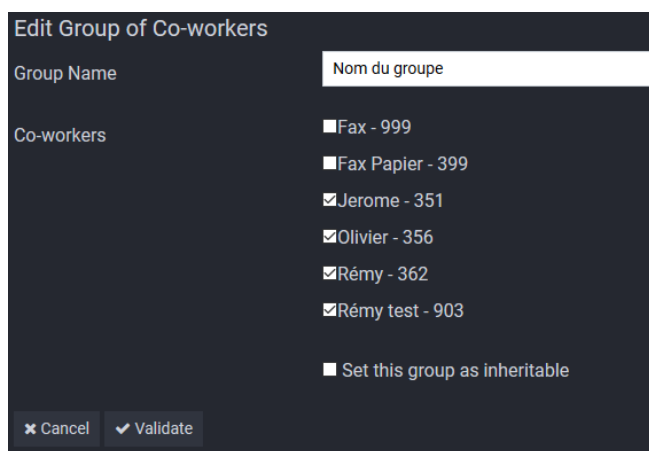 Edit Group of Co-workers
Group Name
Nom du groupe
Co-workers
Fax - 999
Fax Papier - 399
Jerome - 351
Olivier - 356
Rémy - 362
Rémy test - 903
Set this group as inheritable
Cancel
Validate